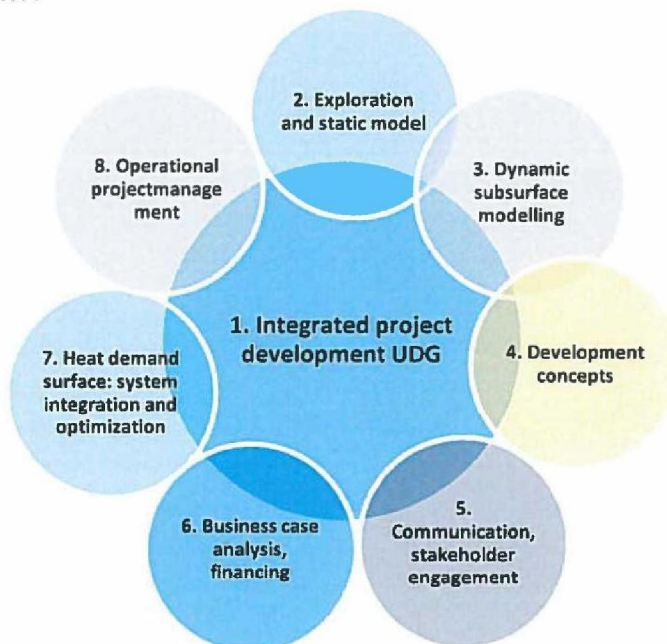 2. Exploration
and static model
8. Operational
projectmanage
ment
3. Dynamic
subsurface
modelling
1. Integrated project
development UDG
4. Development
concepts
7. Heat demand
surface: system
integration and
optimization
5.
Communication,
stakeholder
engagement
6. Business case
analysis,
financing